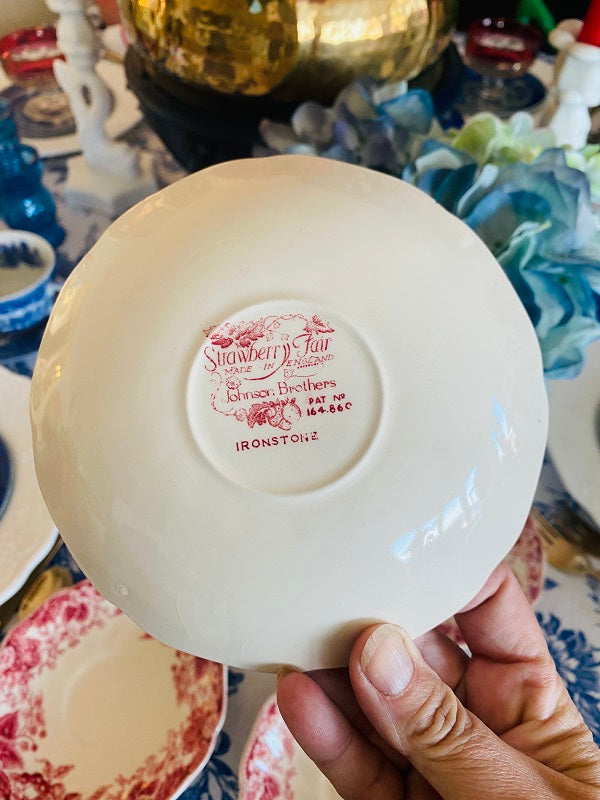 Strawberry Fair
MADE · IN ENGLAND
BY
Johnson Brothers
PAT Nº
164.860
IRONSTONE